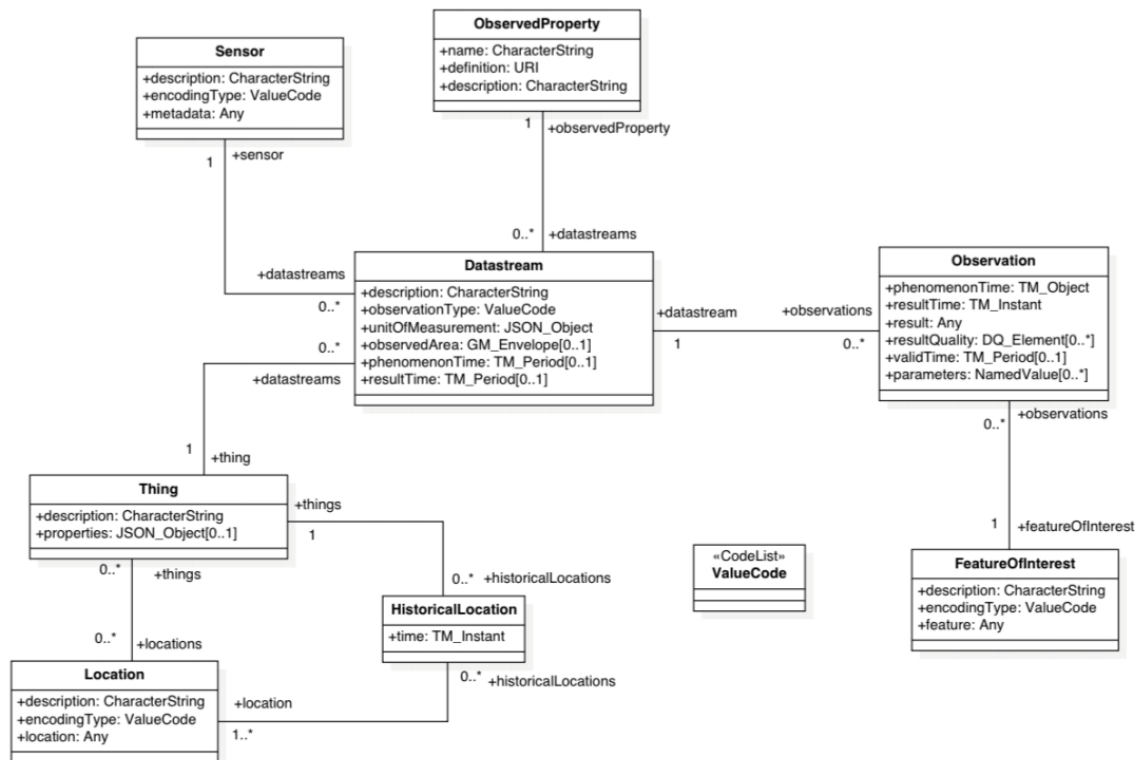 ObservedProperty
+name: CharacterString
+definition: URI
+description: CharacterString
Sensor
+description: CharacterString
+encodingType: ValueCode
+metadata: Any
1
+observedProperty
1
+sensor
0..*
+datastreams
+datastreams
0..*
Datastream
+description: CharacterString
+observationType: ValueCode
+unitOfMeasurement: JSON_Object
+observedArea: GM_Envelope[0..1]
+phenomenonTime: TM_Period[0..1]
+resultTime: TM_Period[0..1]
+datastream
1
+observations
0..*
Observation
+phenomenonTime: TM_Object
+resultTime: TM_Instant
+result: Any
+resultQuality: DQ_Element[0..*]
+validTime: TM_Period[0..1]
+parameters: NamedValue[0..*]
0..*
+datastreams
1
+thing
0..*
+observations
Thing
+description: CharacterString
+properties: JSON_Object[0..1]
+things
1
1
+featureOfInterest
0..*
+things
0..*
+historicalLocations
«CodeList»
ValueCode
FeatureOfInterest
+description: CharacterString
+encodingType: ValueCode
+feature: Any
HistoricalLocation
+time: TM_Instant
0..*
+locations
0..*
+historicalLocations
Location
+description: CharacterString
+encodingType: ValueCode
+location: Any
+location
1..*